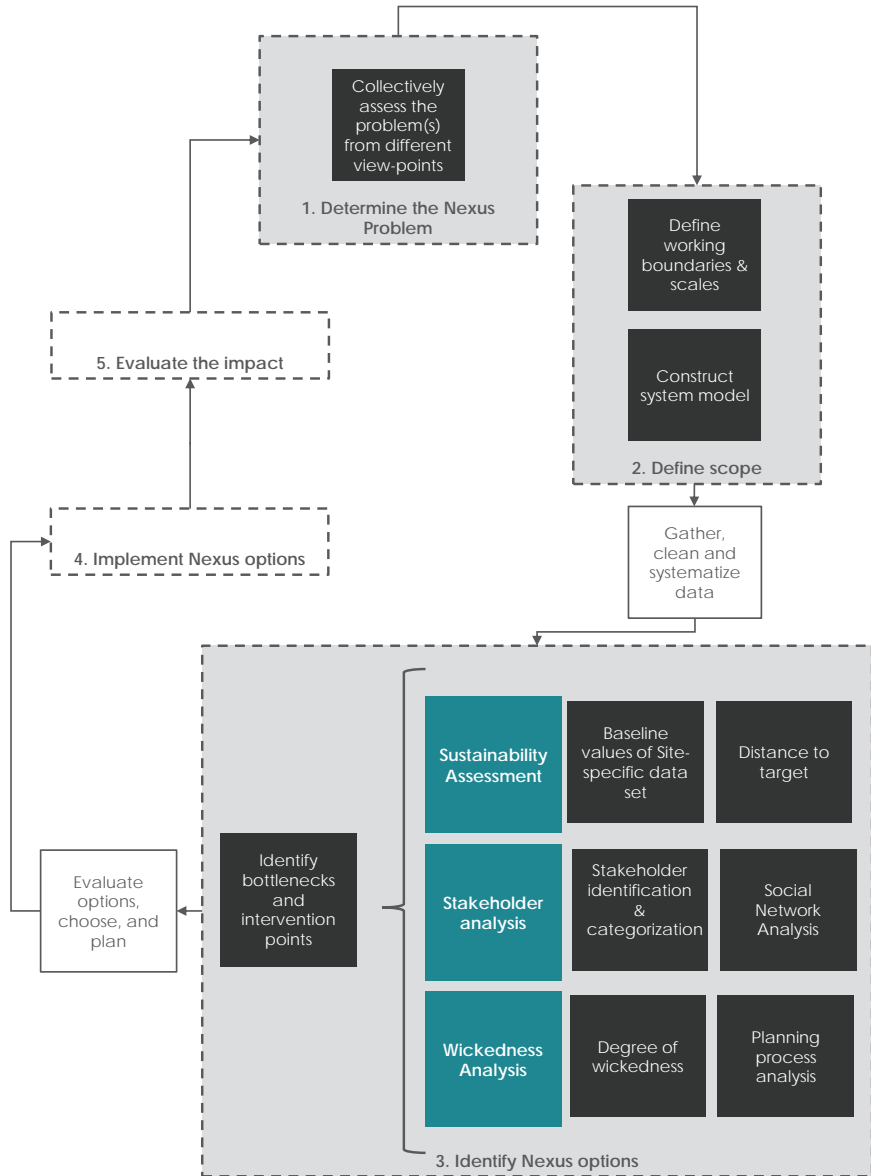 Collectively
assess the
problem(s)
from different
view-points
1. Determine the Nexus
Problem
Define
working
boundaries &
scales
Construct
system model
2. Define scope
5. Evaluate the impact
4. Implement Nexus options
Gather,
clean and
systematize
data
Sustainability
Assessment
Baseline
values of Site-
specific data
set
Distance to
target
Evaluate
options,
choose, and
plan
Identify
bottlenecks
and
intervention
points
Stakeholder
analysis
Stakeholder
identification
&
categorization
Social
Network
Analysis
Wickedness
Analysis
Degree of
wickedness
Planning
process
analysis
3. Identify Nexus options